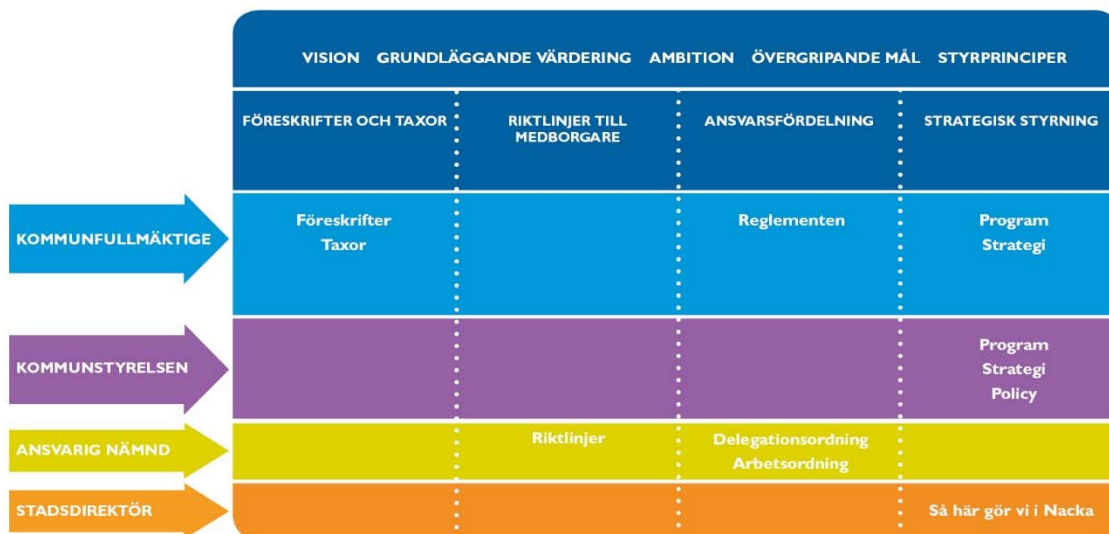 VISION GRUNDLÄGGANDE VÄRDERING AMBITION ÖVERGRIPANDE MÅL STYRPRINCIPER
FÖRESKRIFTER OCH TAXOR
RIKTLINJER TILL
MEDBORGARE
ANSVARSFÖRDELNING
STRATEGISK STYRNING
KOMMUNFULLMÄKTIGE
Föreskrifter
Taxor
Reglementen
Program
Strategi
KOMMUNSTYRELSEN
Program
Strategi
Policy
ANSVARIG NÄMND
Riktlinjer
Delegationsordning
Arbetsordning
STADSDIREKTÖR
Så här gör vi i Nacka